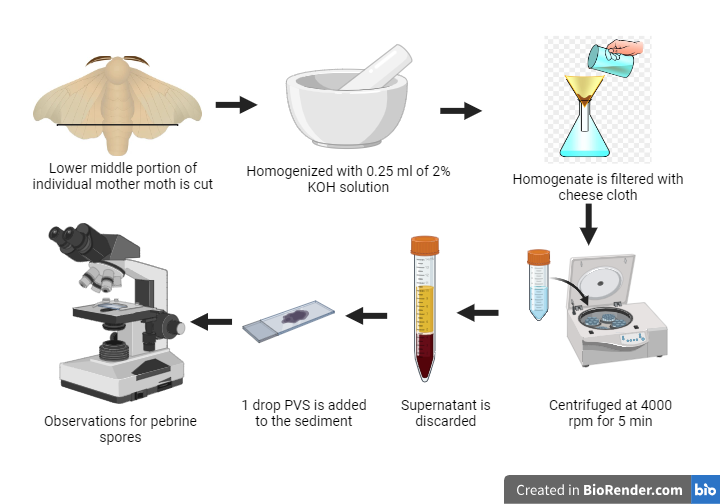 Lower middle portion of
individual mother moth is cut
Homogenized with 0.25 ml of 2%
KOH solution
Homogenate is filtered with
cheese cloth
Centrifuged at 4000
rpm for 5 min
Supernatant is
discarded
1 drop PVS is added
to the sediment
Observations for pebrine
spores
Created in BioRender.com bio